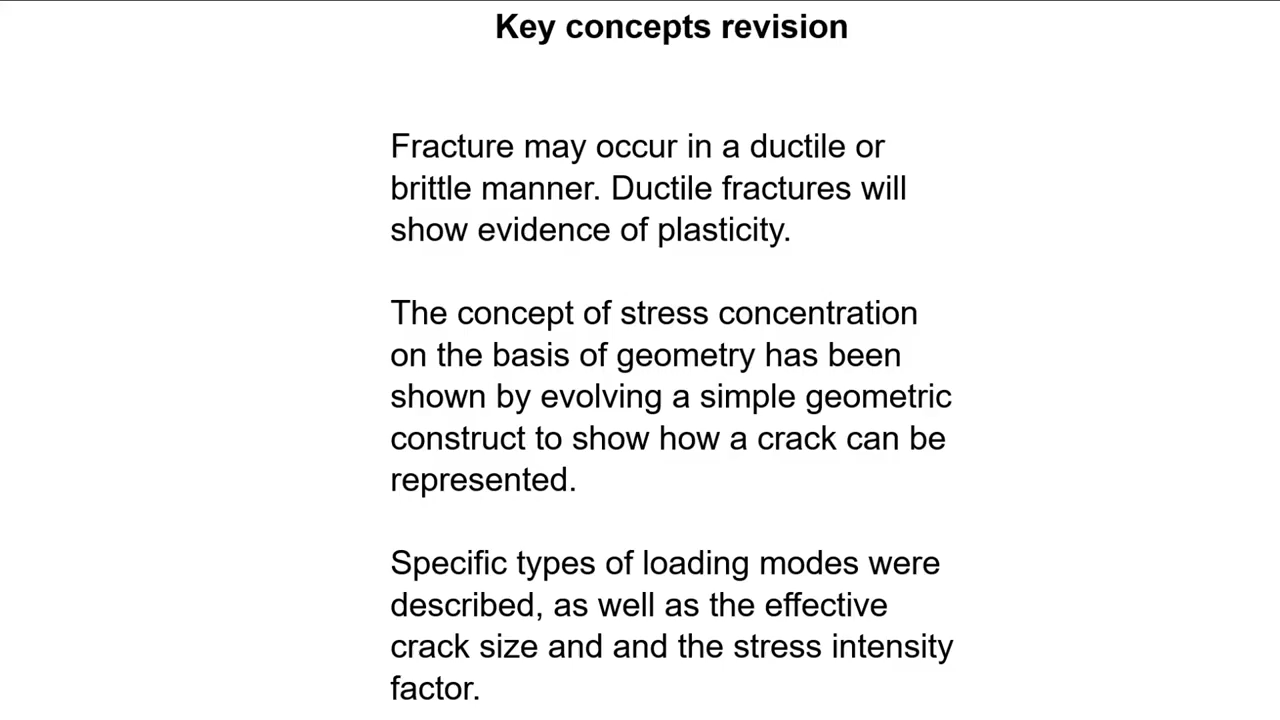 Key concepts revision
Fracture may occur in a ductile or
brittle manner. Ductile fractures will
show evidence of plasticity.
The concept of stress concentration
on the basis of geometry has been
shown by evolving a simple geometric
construct to show how a crack can be
represented.
Specific types of loading modes were
described, as well as the effective
crack size and and the stress intensity
factor.